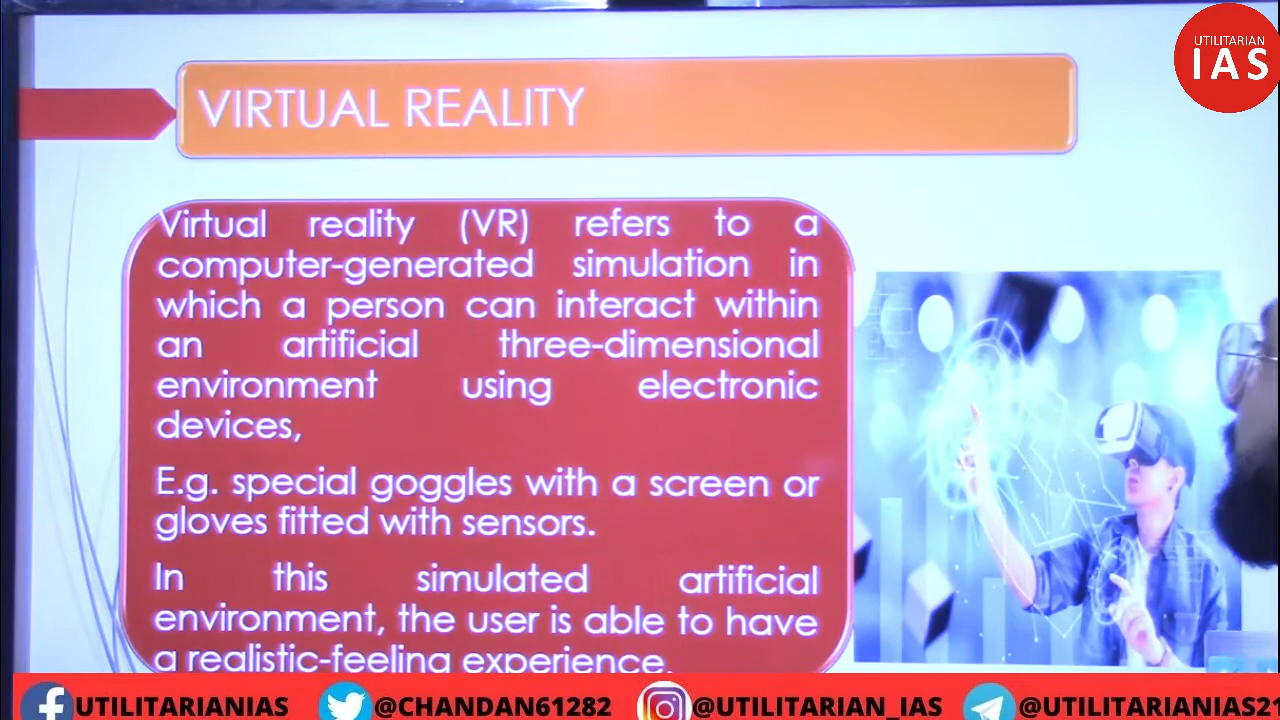 UTILITARIAN
IAS
VIRTUAL REALITY
Virtual reality (VR) refers to a
computer-generated simulation in
which a person can interact within
an artificial three-dimensional
environment using electronic
devices,
E.g. special goggles with a screen or
gloves fitted with sensors.
In this simulated artificial
environment, the user is able to have
a realistic-feeling experience.
UTILITARIANIAS
@CHANDAN61282
@UTILITARIAN_IAS
@UTILITARIANIAS21